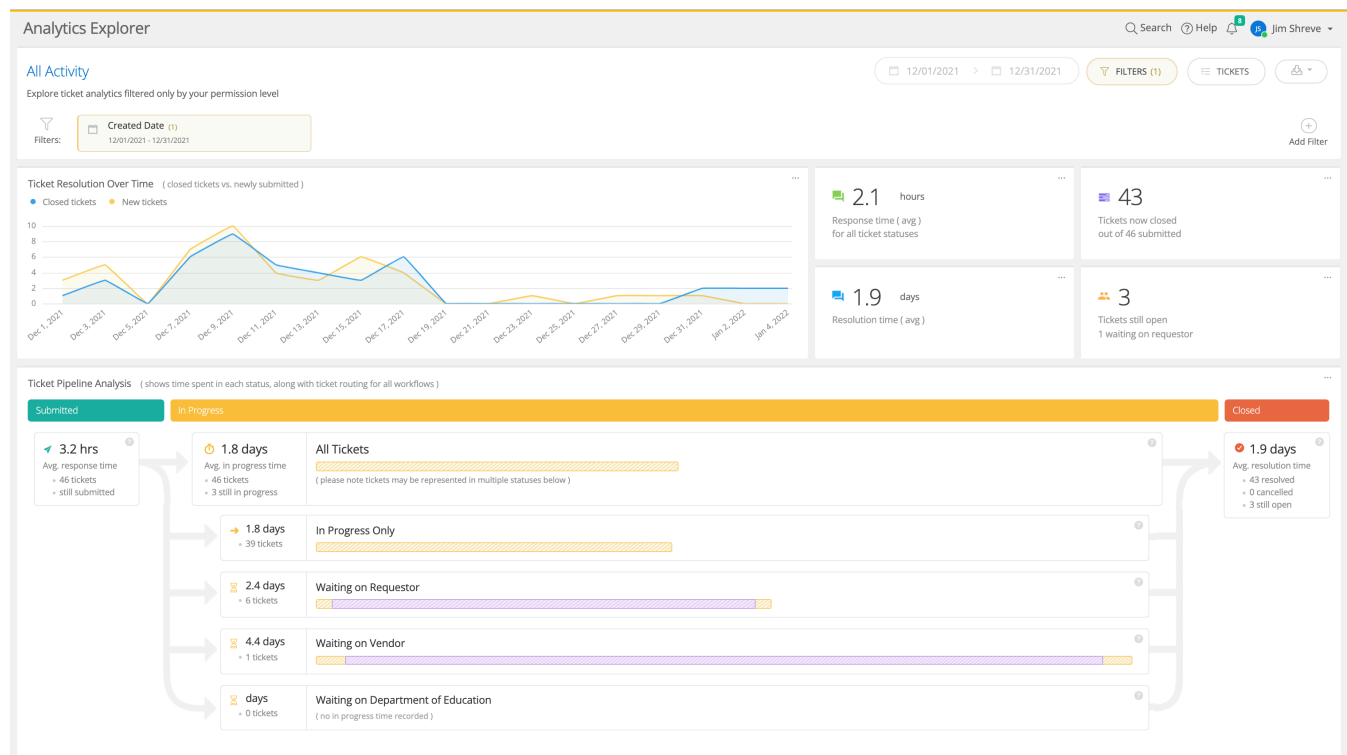 Analytics Explorer
Search Help 8 JS Jim Shreve
All Activity
12/01/2021 > 12/31/2021 FILTERS (1) TICKETS
Explore ticket analytics filtered only by your permission level
Filters:
Created Date (1)
12/01/2021 - 12/31/2021
Add Filter
Ticket Resolution Over Time ( closed tickets vs. newly submitted )
Closed tickets New tickets
10
8
6
4
2
0
Dec 1, 2021 Dec 3, 2021 Dec 5, 2021 Dec 7, 2021 Dec 9, 2021 Dec 11, 2021 Dec 13, 2021 Dec 15, 2021 Dec 17, 2021 Dec 19, 2021 Dec 21, 2021 Dec 23, 2021 Dec 25, 2021 Dec 27, 2021 Dec 29, 2021 Dec 31, 2021 Jan 2, 2022 Jan 4, 2022
2.1 hours
Response time ( avg )
for all ticket statuses
43
Tickets now closed
out of 46 submitted
1.9 days
Resolution time ( avg )
3
Tickets still open
1 waiting on requestor
Ticket Pipeline Analysis ( shows time spent in each status, along with ticket routing for all workflows )
Submitted In Progress Closed
3.2 hrs
Avg. response time
46 tickets
still submitted
1.8 days
Avg. in progress time
46 tickets
3 still in progress
All Tickets
( please note tickets may be represented in multiple statuses below )
1.9 days
Avg. resolution time
43 resolved
0 cancelled
3 still open
1.8 days
39 tickets
In Progress Only
2.4 days
6 tickets
Waiting on Requestor
4.4 days
1 tickets
Waiting on Vendor
days
0 tickets
Waiting on Department of Education
( no in progress time recorded )